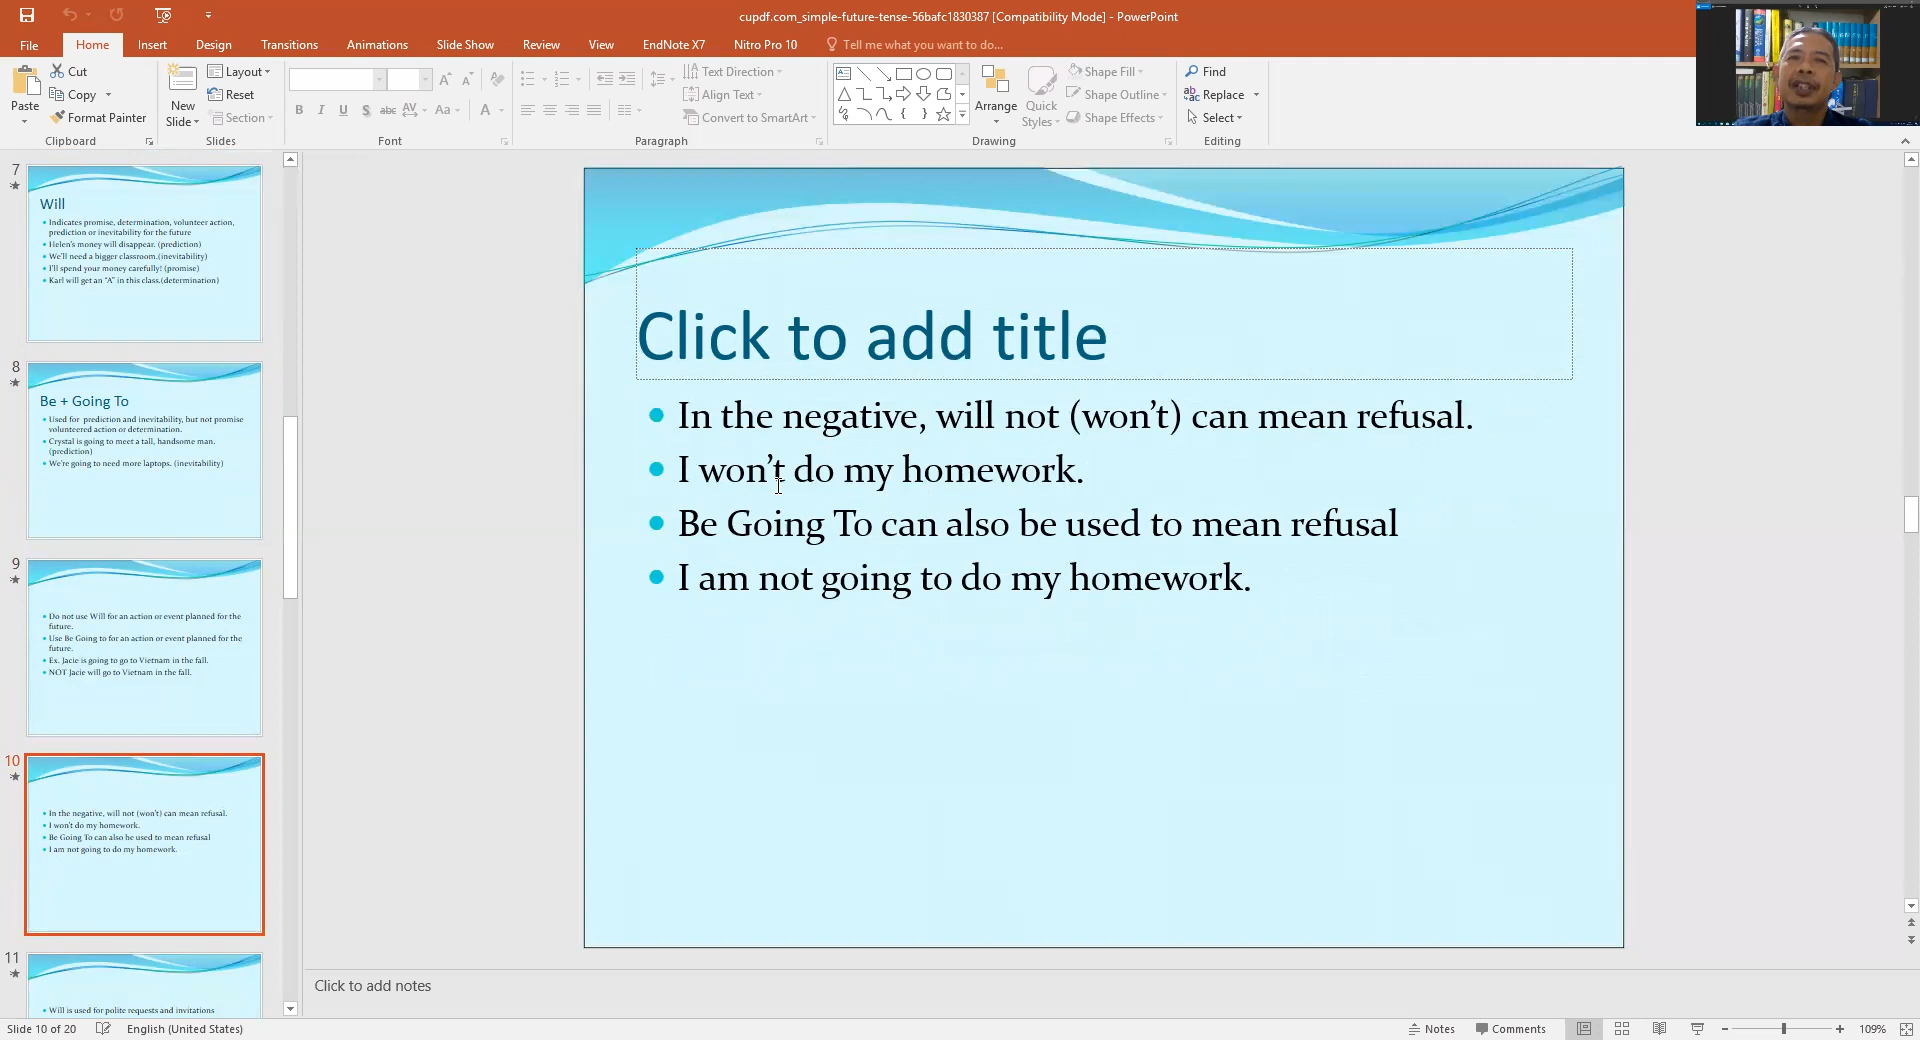 cupdf.com_simple-future-tense-56bafc1830387 [Compatibility Mode] - PowerPoint
File Home Insert Design Transitions Animations Slide Show Review View EndNote X7 Nitro Pro 10 Tell me what you want to do...
Paste
Cut
Copy
Format Painter
Clipboard
New
Slide
Layout
Reset
Section
Slides
B I U S abc AV Aa A
Font
Text Direction
Align Text
Convert to SmartArt
Paragraph
Arrange
Quick
Styles
Shape Fill
Shape Outline
Shape Effects
Drawing
Find
Replace
Select
Editing
7
Will
Indicates promise, determination, volunteer action,
prediction or inevitability for the future
Helen's money will disappear. (prediction)
We'll need a bigger classroom.(inevitability)
I'll spend your money carefully! (promise)
Karl will get an "A" in this class.(determination)
8
Be + Going To
Used for prediction and inevitability, but not promise
volunteered action or determination.
Crystal is going to meet a tall, handsome man.
(prediction)
We're going to need more laptops. (inevitability)
9
Do not use Will for an action or event planned for the
future.
Use Be Going to for an action or event planned for the
future.
Ex. Jacie is going to go to Vietnam in the fall.
NOT Jacie will go to Vietnam in the fall.
10
In the negative, will not (won't) can mean refusal.
I won't do my homework.
Be Going To can also be used to mean refusal
I am not going to do my homework.
11
Will is used for polite requests and invitations
Click to add title
In the negative, will not (won't) can mean refusal.
I won't do my homework.
Be Going To can also be used to mean refusal
I am not going to do my homework.
Click to add notes
Slide 10 of 20 English (United States) Notes Comments 109%